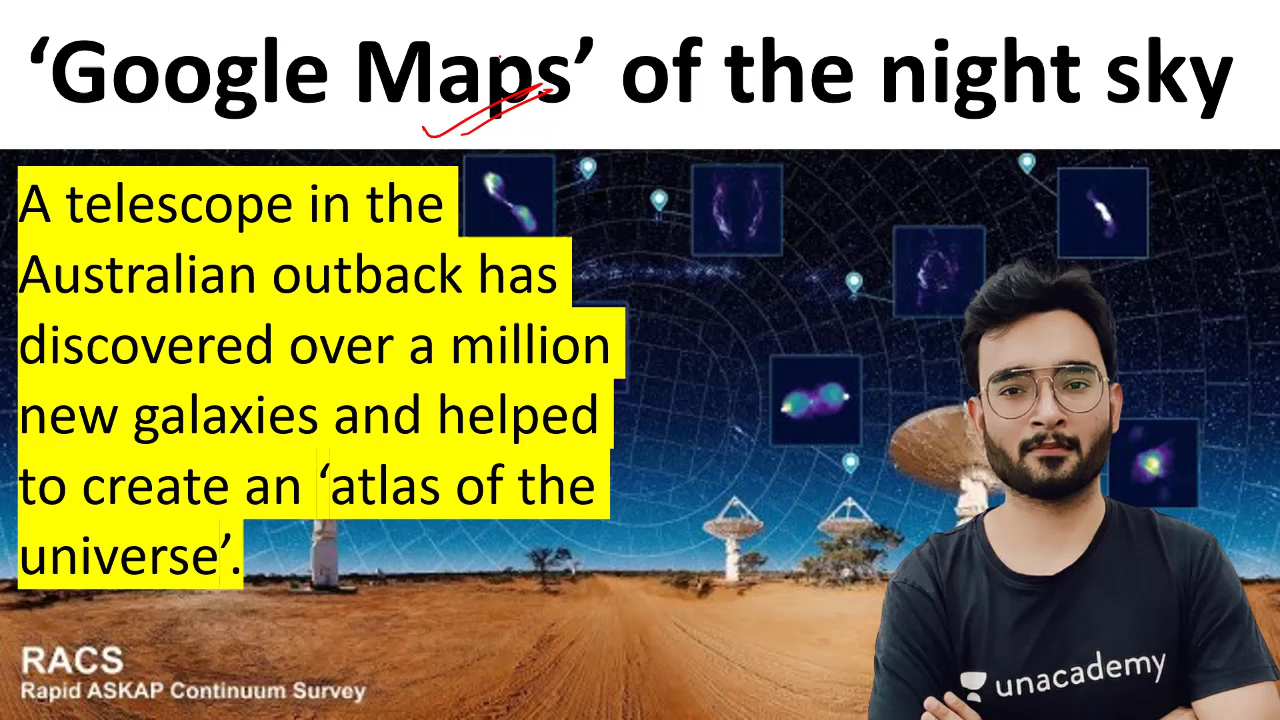 ‘Google Maps’ of the night sky
A telescope in the
Australian outback has
discovered over a million
new galaxies and helped
to create an ‘atlas of the
universe’.
RACS
Rapid ASKAP Continuum Survey
unacademy